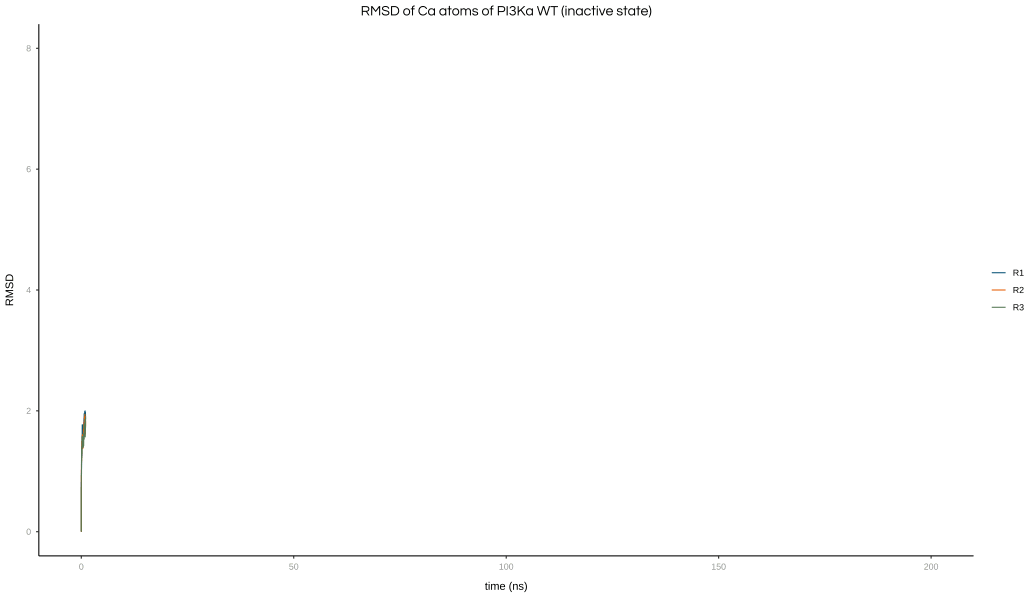 RMSD of Ca atoms of PI3Ka WT (inactive state)
8
6
4
2
0
RMSD
0
50
100
150
200
time (ns)
R1
R2
R3